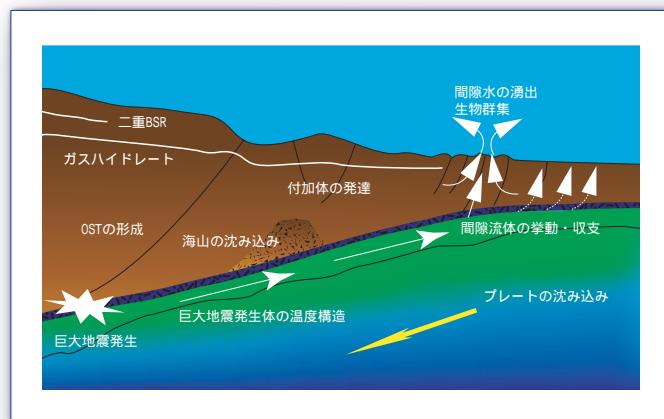 間隙水の湧出
生物群集
二重BSR
ガスハイドレート
付加体の発達
OSTの形成
海山の沈み込み
間隙流体の挙動・収支
プレートの沈み込み
巨大地震発生体の温度構造
巨大地震発生